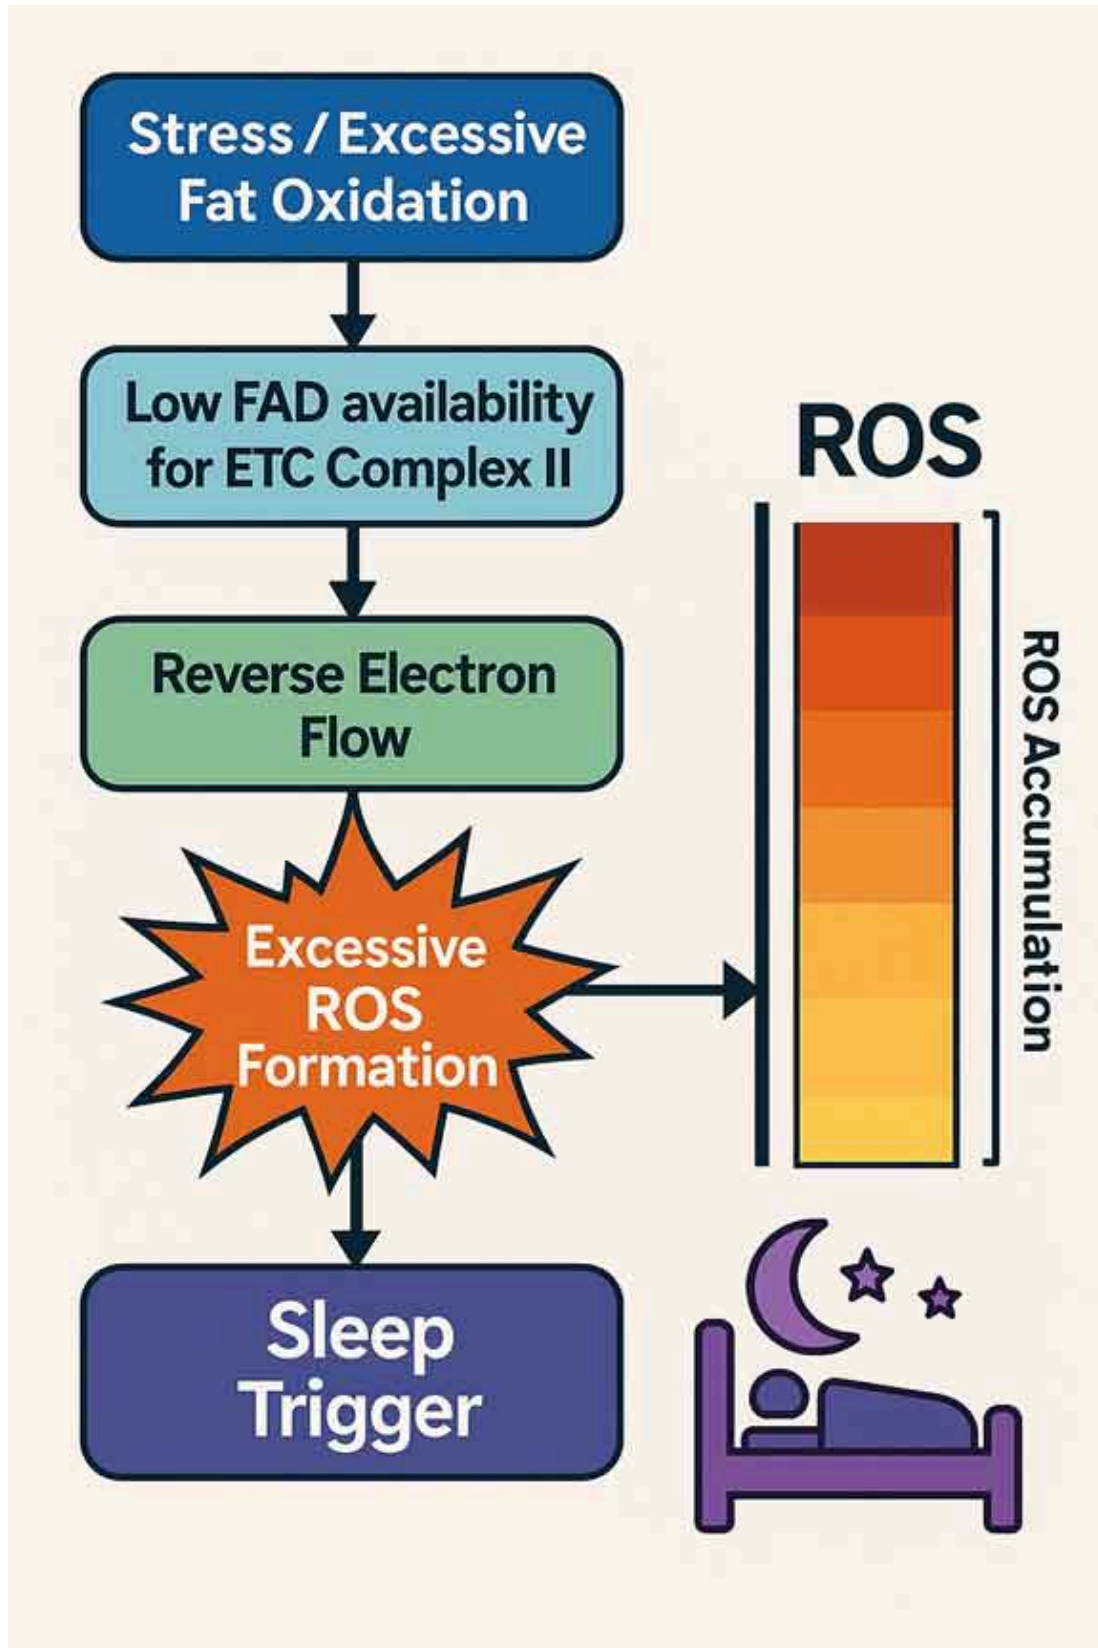 Stress / Excessive
Fat Oxidation
Low FAD availability
for ETC Complex II
Reverse Electron
Flow
Excessive
ROS
Formation
Sleep
Trigger
ROS
ROS Accumulation